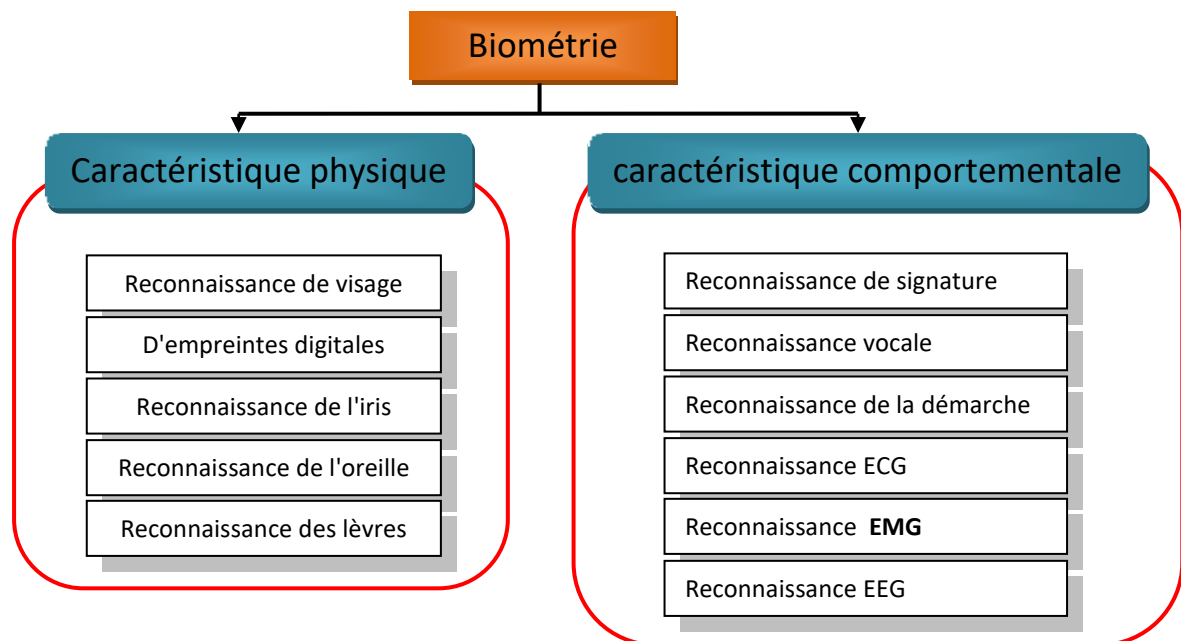 Biométrie
Caractéristique physique
Reconnaissance de visage
D'empreintes digitales
Reconnaissance de l'iris
Reconnaissance de l'oreille
Reconnaissance des lèvres
caractéristique comportementale
Reconnaissance de signature
Reconnaissance vocale
Reconnaissance de la démarche
Reconnaissance ECG
Reconnaissance EMG
Reconnaissance EEG